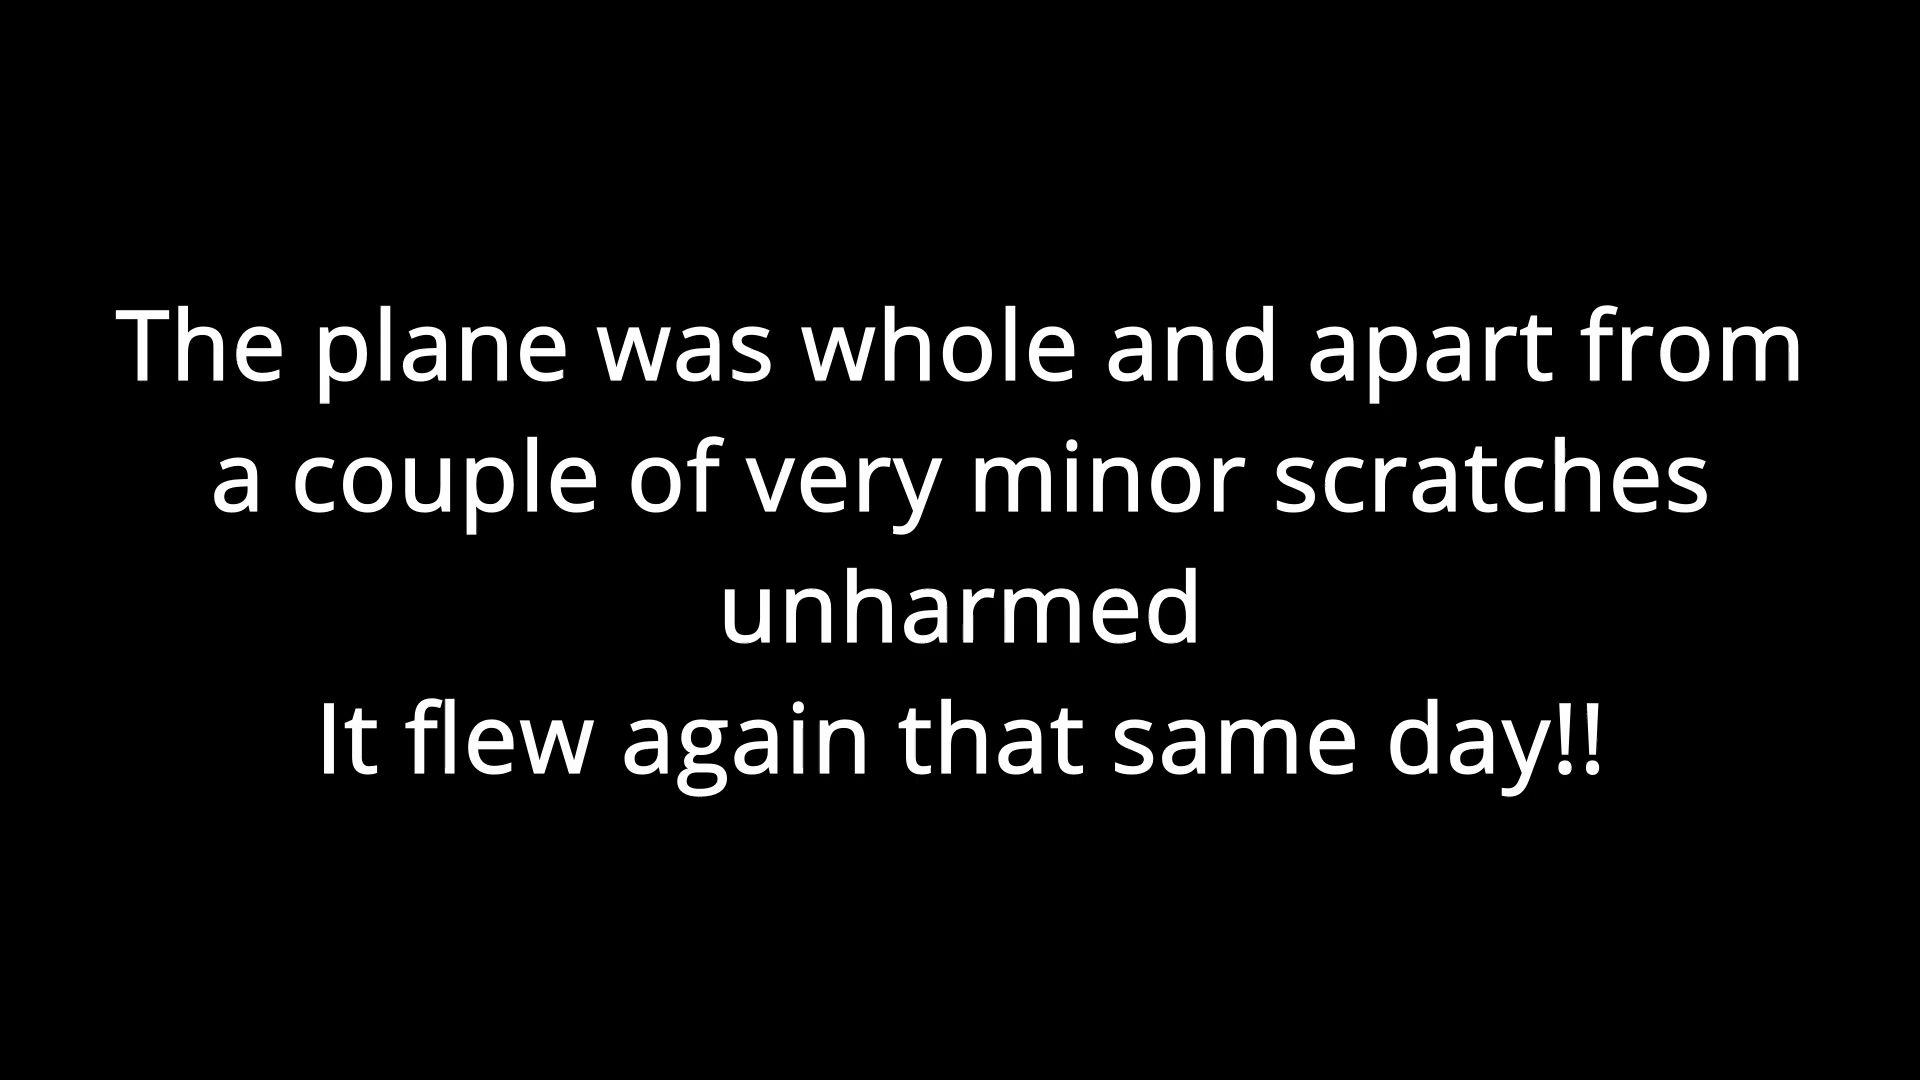 The plane was whole and apart from
a couple of very minor scratches
unharmed
It flew again that same day!!